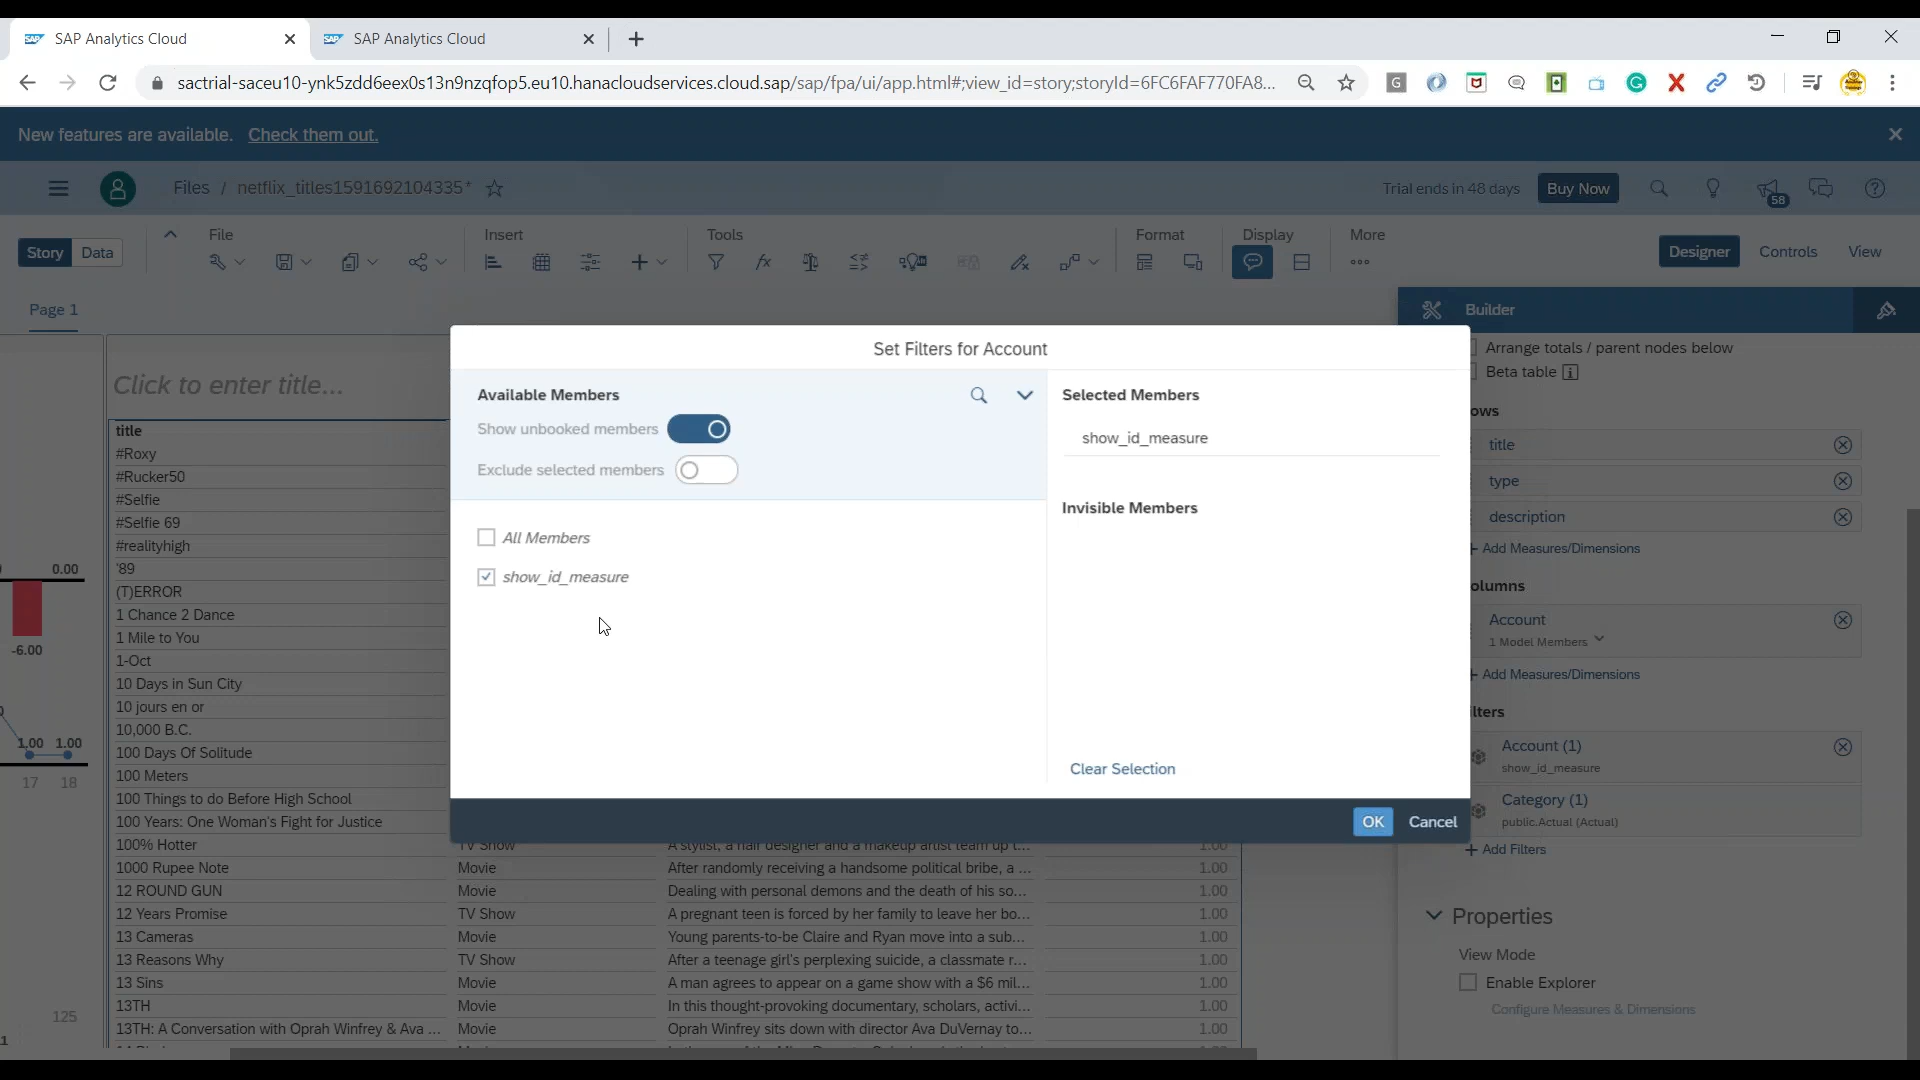 SAP Analytics Cloud
SAP Analytics Cloud
sactrial-saceu10-ynk5zdd6eex0s13n9nzqfop5.eu10.hanacloudservices.cloud.sap/sap/fpa/ui/app.html#;view_id=story;storyId=6FC6FAF770FA8...
New features are available. Check them out.
Files / netflix_titles1591692104335* Trial ends in 48 days Buy Now 58
Story Data File Insert Tools Format Display More Designer Controls View
Page 1
Builder
Click to enter title...
title
#Roxy
#Rucker50
#Selfie
#Selfie 69
#realityhigh
'89
(T)ERROR
1 Chance 2 Dance
1 Mile to You
1-Oct
10 Days in Sun City
10 jours en or
10,000 B.C.
100 Days Of Solitude
100 Meters
100 Things to do Before High School
100 Years: One Woman's Fight for Justice
100% Hotter TV Show A stylist, a hair designer and a makeup artist team up t... 1.00
1000 Rupee Note Movie After randomly receiving a handsome political bribe, a ... 1.00
12 ROUND GUN Movie Dealing with personal demons and the death of his so... 1.00
12 Years Promise TV Show A pregnant teen is forced by her family to leave her bo... 1.00
13 Cameras Movie Young parents-to-be Claire and Ryan move into a sub... 1.00
13 Reasons Why TV Show After a teenage girl's perplexing suicide, a classmate r... 1.00
13 Sins Movie A man agrees to appear on a game show with a $6 mil... 1.00
13TH Movie In this thought-provoking documentary, scholars, activi... 1.00
13TH: A Conversation with Oprah Winfrey & Ava ... Movie Oprah Winfrey sits down with director Ava DuVernay to... 1.00
0.00
-6.00
1.00 1.00
17 18
125
Set Filters for Account
Available Members
Show unbooked members
Exclude selected members
All Members
show_id_measure
Selected Members
show_id_measure
Invisible Members
Clear Selection
OK Cancel
Arrange totals / parent nodes below
Beta table
ows
title
type
description
+ Add Measures/Dimensions
olumns
Account
1 Model Members
+ Add Measures/Dimensions
lters
Account (1)
show_id_measure
Category (1)
public.Actual (Actual)
+ Add Filters
Properties
View Mode
Enable Explorer
Configure Measures & Dimensions